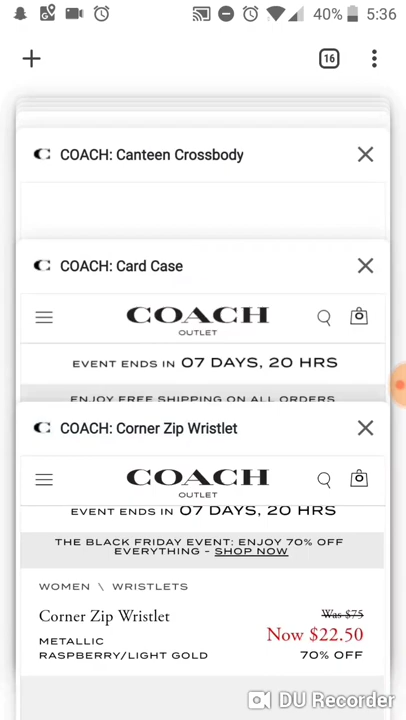 40% 5:36
16
C COACH: Canteen Crossbody
C COACH: Card Case
COACH
OUTLET
EVENT ENDS IN 07 DAYS, 20 HRS
ENJOY FREE SHIPPING ON ALL ORDERS
C COACH: Corner Zip Wristlet
COACH
OUTLET
EVENT ENDS IN 07 DAYS, 20 HRS
THE BLACK FRIDAY EVENT: ENJOY 70% OFF
EVERYTHING - SHOP NOW
WOMEN \ WRISTLETS
Corner Zip Wristlet
Was $75
METALLIC
RASPBERRY/LIGHT GOLD
Now $22.50
70% OFF
DU Recorder